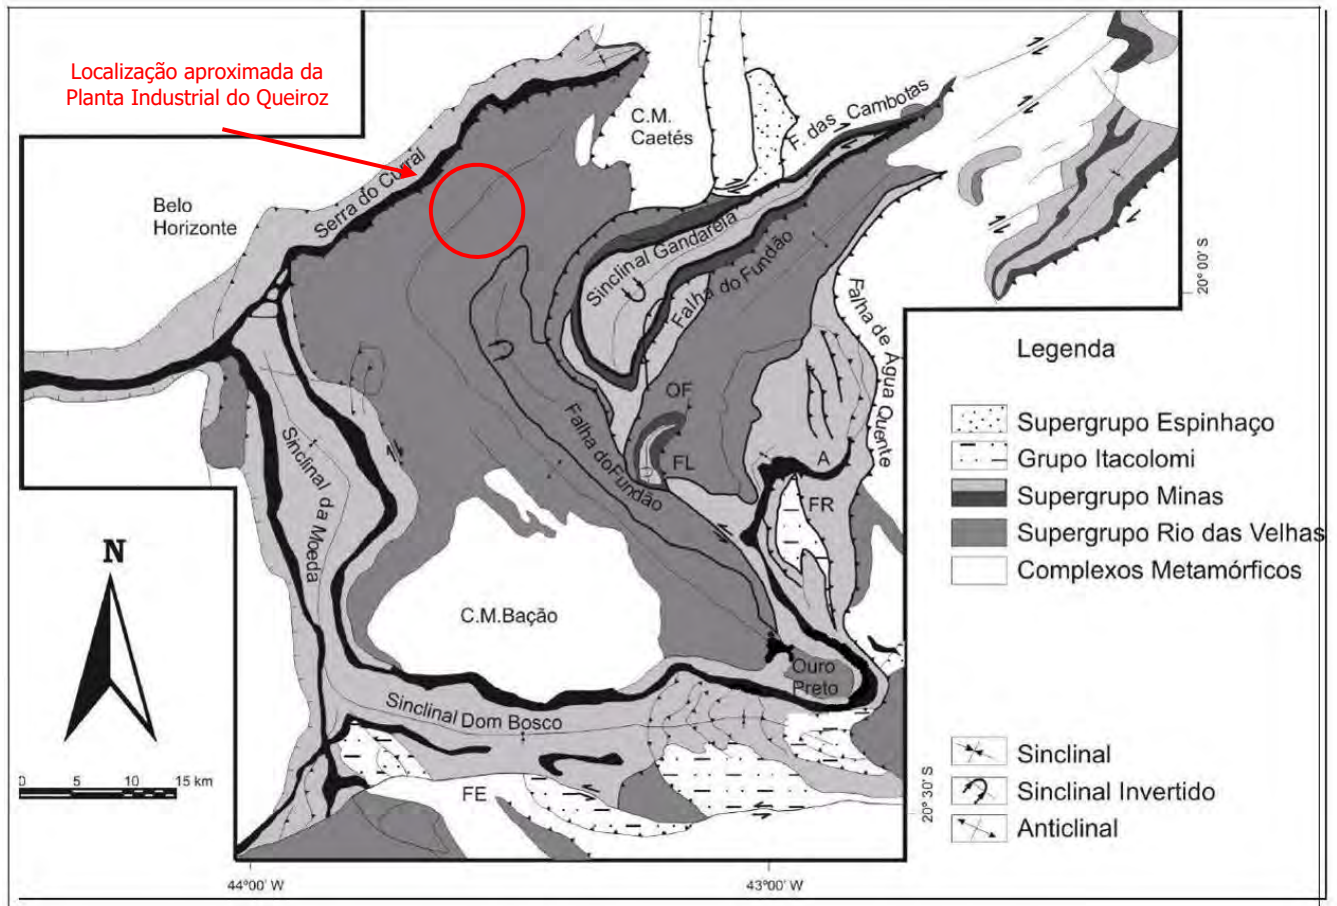 Localização aproximada da
Planta Industrial do Queiroz
C.M.
Caetés
F. das Cambotas
Belo
Horizonte
Serra do Curral
Sinclinal Gandarela
Falha do Fundão
Falha de Água Quente
20° 00' S
OF
FL
A
FR
Sinclinal da Moeda
Falha do Fundão
N
C.M.Bação
Ouro
Preto
Sinclinal Dom Bosco
FE
0 5 10 15 km
20° 30' S
44°00' W
43°00' W
Legenda
Supergrupo Espinhaço
Grupo Itacolomi
Supergrupo Minas
Supergrupo Rio das Velhas
Complexos Metamórficos
Sinclinal
Sinclinal Invertido
Anticlinal